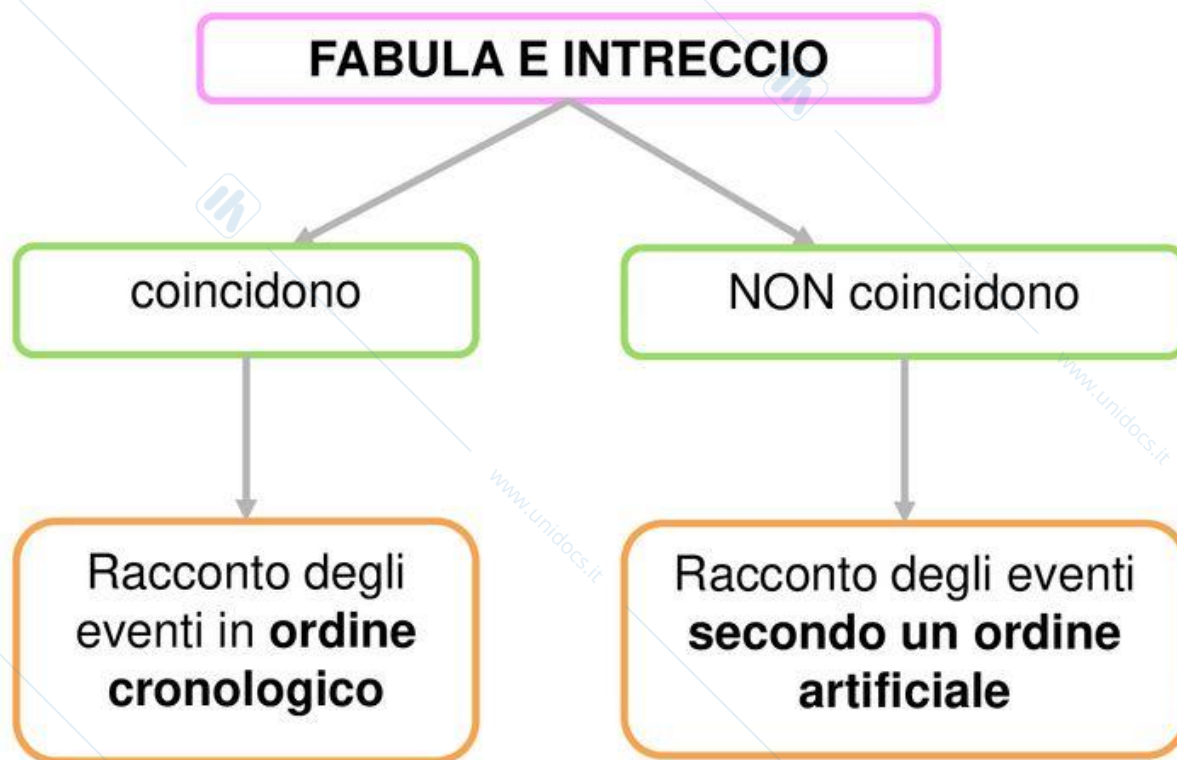 FABULA E INTRECCIO
coincidono
NON coincidono
www.unidocs.it
www.unidocs.it
Racconto degli
eventi in ordine
cronologico
Racconto degli eventi
secondo un ordine
artificiale